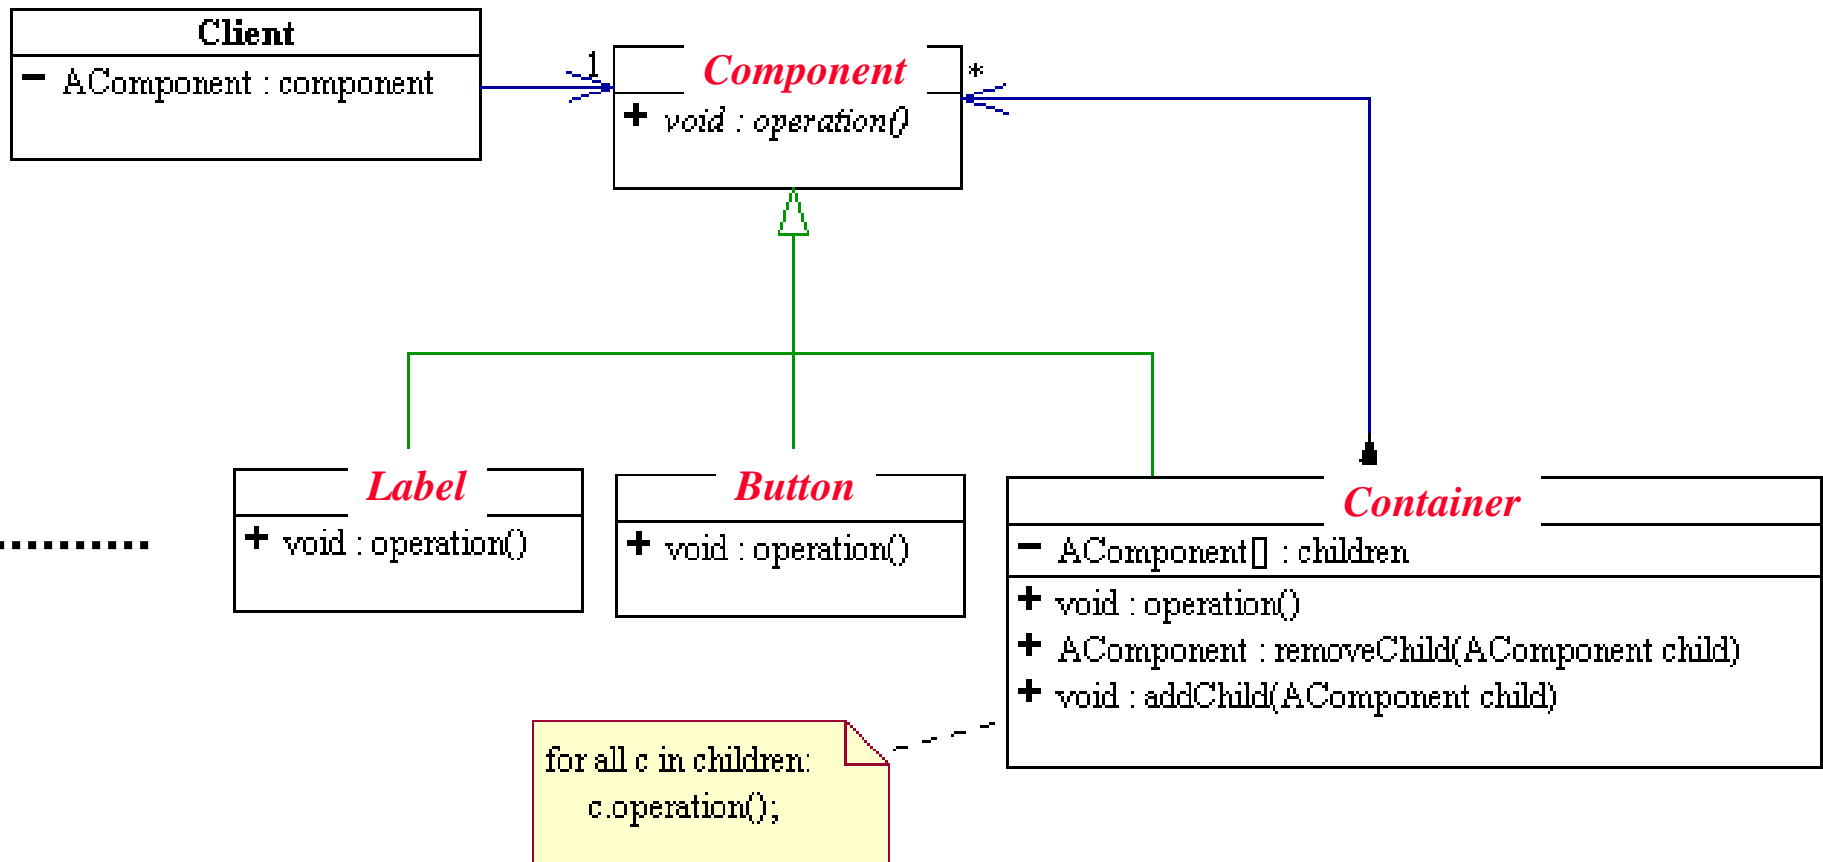 Client
- AComponent : component
1
Component
*
+ void : operation()
Label
+ void : operation()
Button
+ void : operation()
Container
- AComponent[] : children
+ void : operation()
+ AComponent : removeChild(AComponent child)
+ void : addChild(AComponent child)
for all c in children:
c.operation();